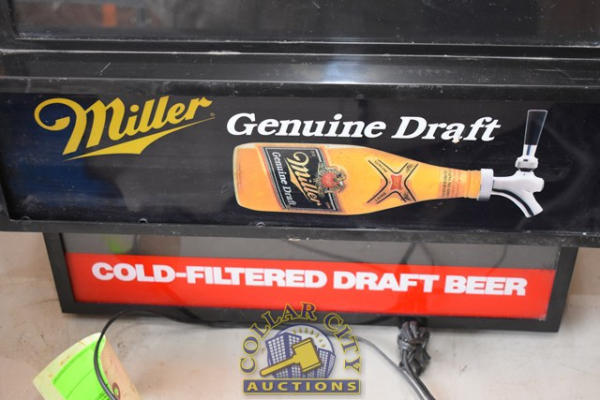 Miller Genuine Draft
Miller
Genuine Draft
COLD-FILTERED DRAFT BEER
COLLAR CITY
AUCTIONS